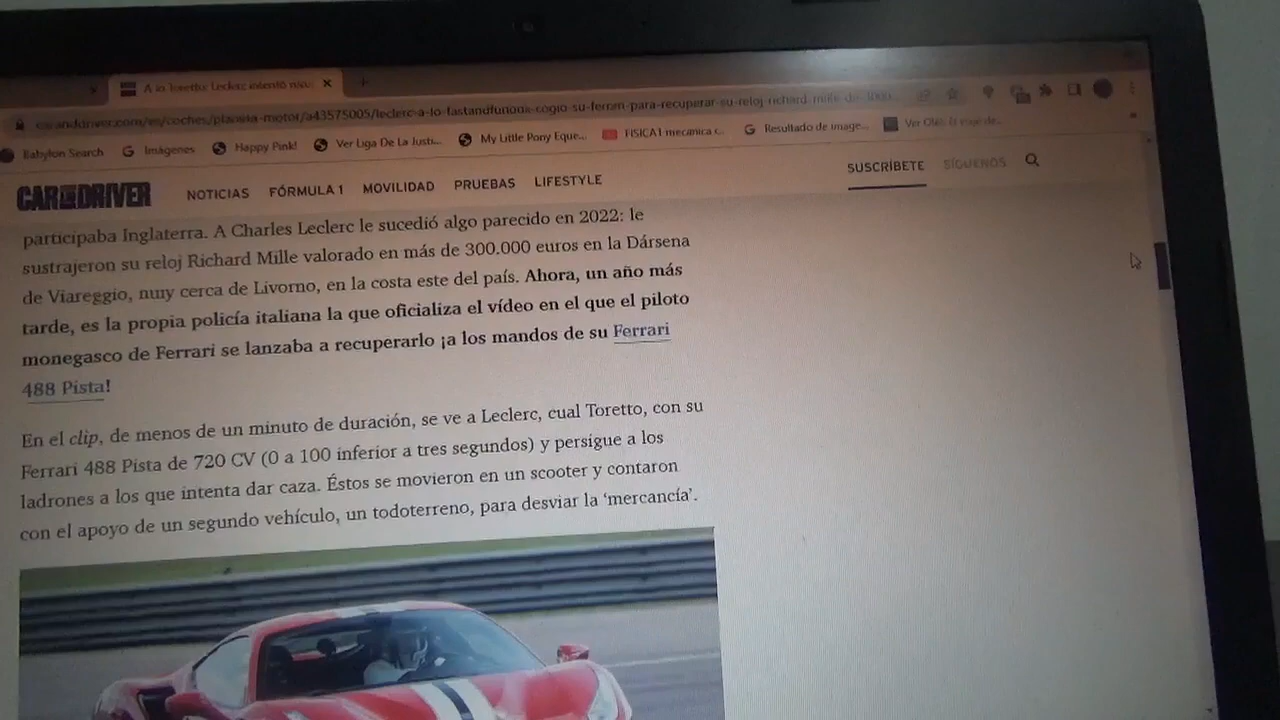 A lo Toretto: Leclerc intentó
caranddriver.com/es/coches/planeta-motor/a43575005/leclerc-a-lo-fastandfurious-cogio-su-ferrari-para-recuperar-su-reloj-richard-mille-de
Babylon Search Imágenes Happy Pink! Ver Liga De La Justi... My Little Pony Eque... FISICA1 mecanica c... Resultado de image... Ver Olé: El viaje de...
CAR AND DRIVER NOTICIAS FÓRMULA 1 MOVILIDAD PRUEBAS LIFESTYLE SUSCRÍBETE SÍGUENOS
participaba Inglaterra. A Charles Leclerc le sucedió algo parecido en 2022: le
sustrajeron su reloj Richard Mille valorado en más de 300.000 euros en la Dársena
de Viareggio, muy cerca de Livorno, en la costa este del país. Ahora, un año más
tarde, es la propia policía italiana la que oficializa el vídeo en el que el piloto
monegasco de Ferrari se lanzaba a recuperarlo ¡a los mandos de su Ferrari
488 Pista!
En el clip, de menos de un minuto de duración, se ve a Leclerc, cual Toretto, con su
Ferrari 488 Pista de 720 CV (0 a 100 inferior a tres segundos) y persigue a los
ladrones a los que intenta dar caza. Éstos se movieron en un scooter y contaron
con el apoyo de un segundo vehículo, un todoterreno, para desviar la ‘mercancía’.